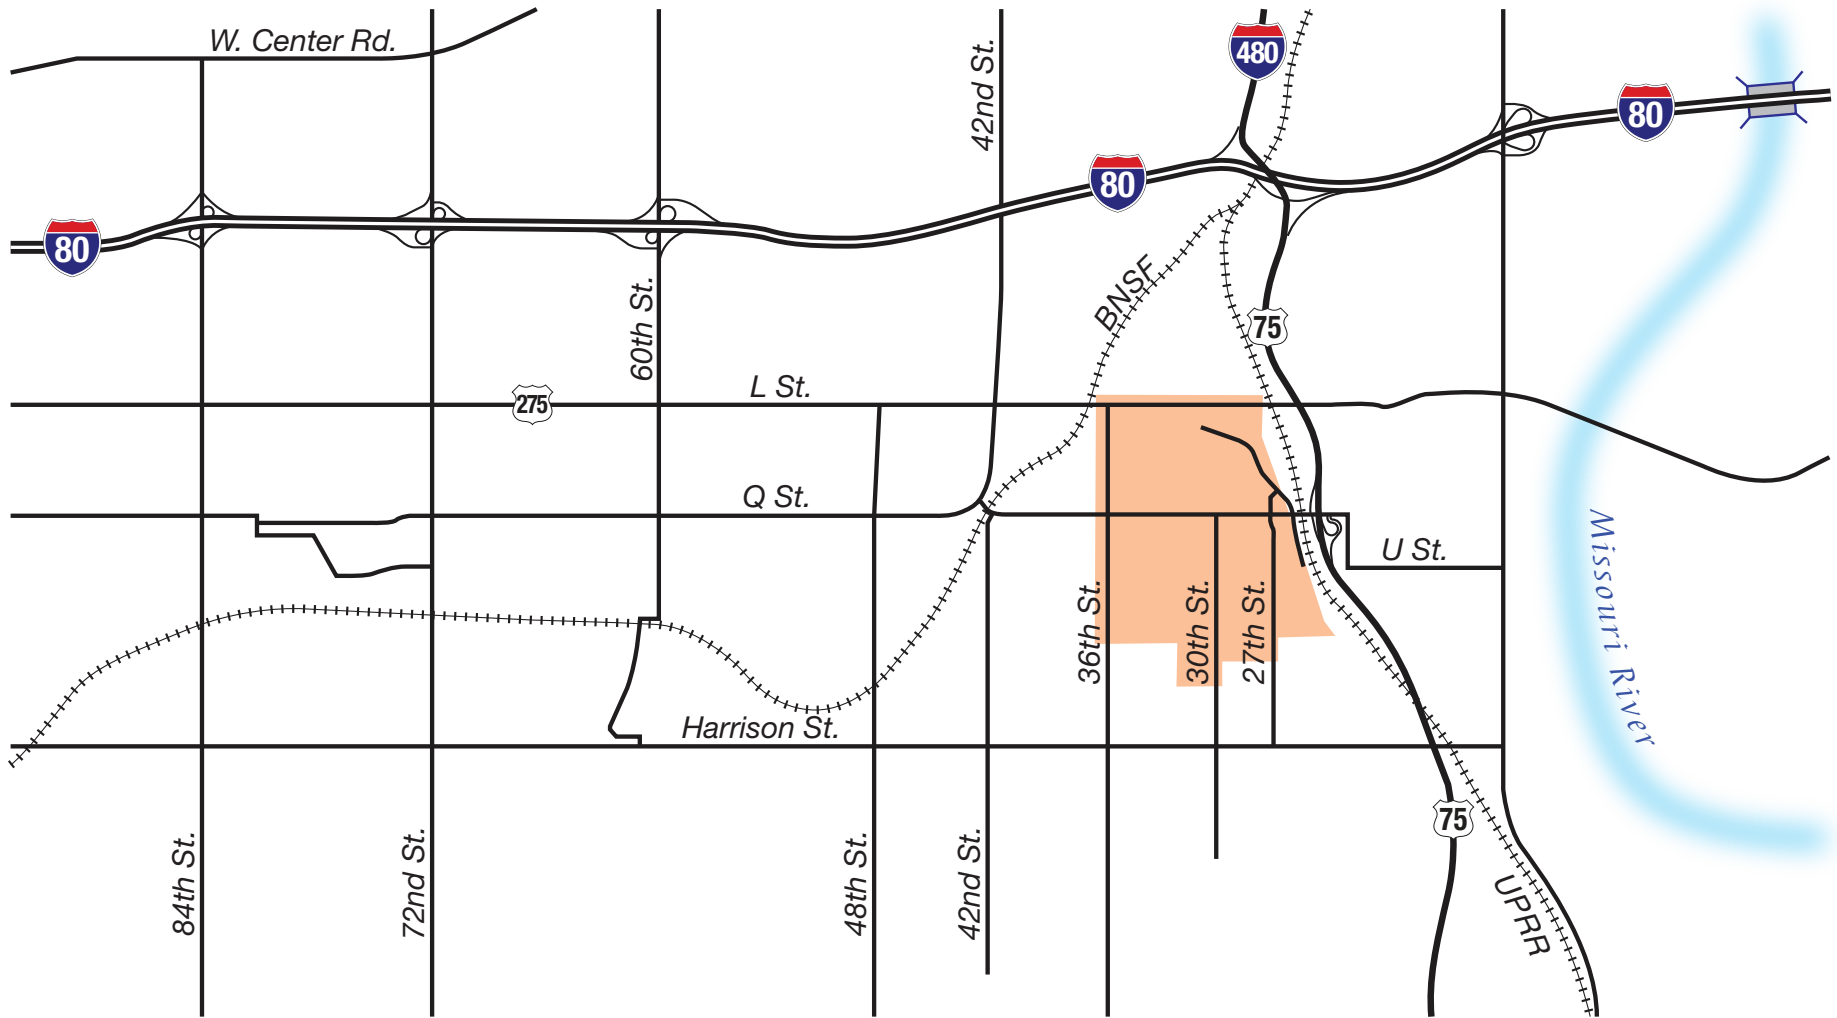 W. Center Rd.
480
42nd St.
80
80
80
BNSF
60th St.
75
L St.
275
Q St.
U St.
Missouri River
36th St.
30th St.
27th St.
Harrison St.
75
84th St.
72nd St.
48th St.
42nd St.
UPRR